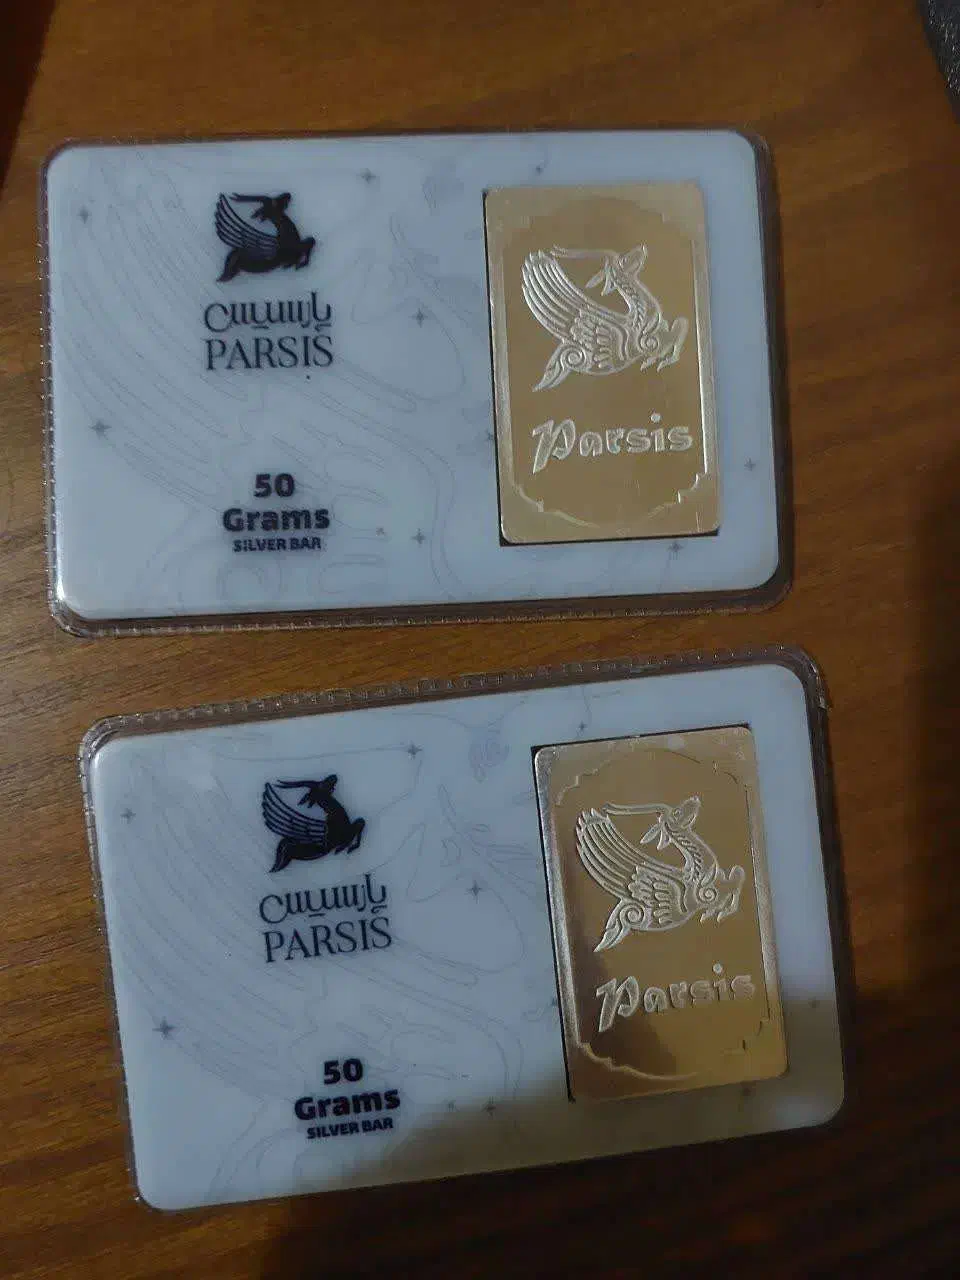 پارسیس
PARSIS
50
Grams
SILVER BAR
Parsis
پارسیس
PARSIS
50
Grams
SILVER BAR
Parsis